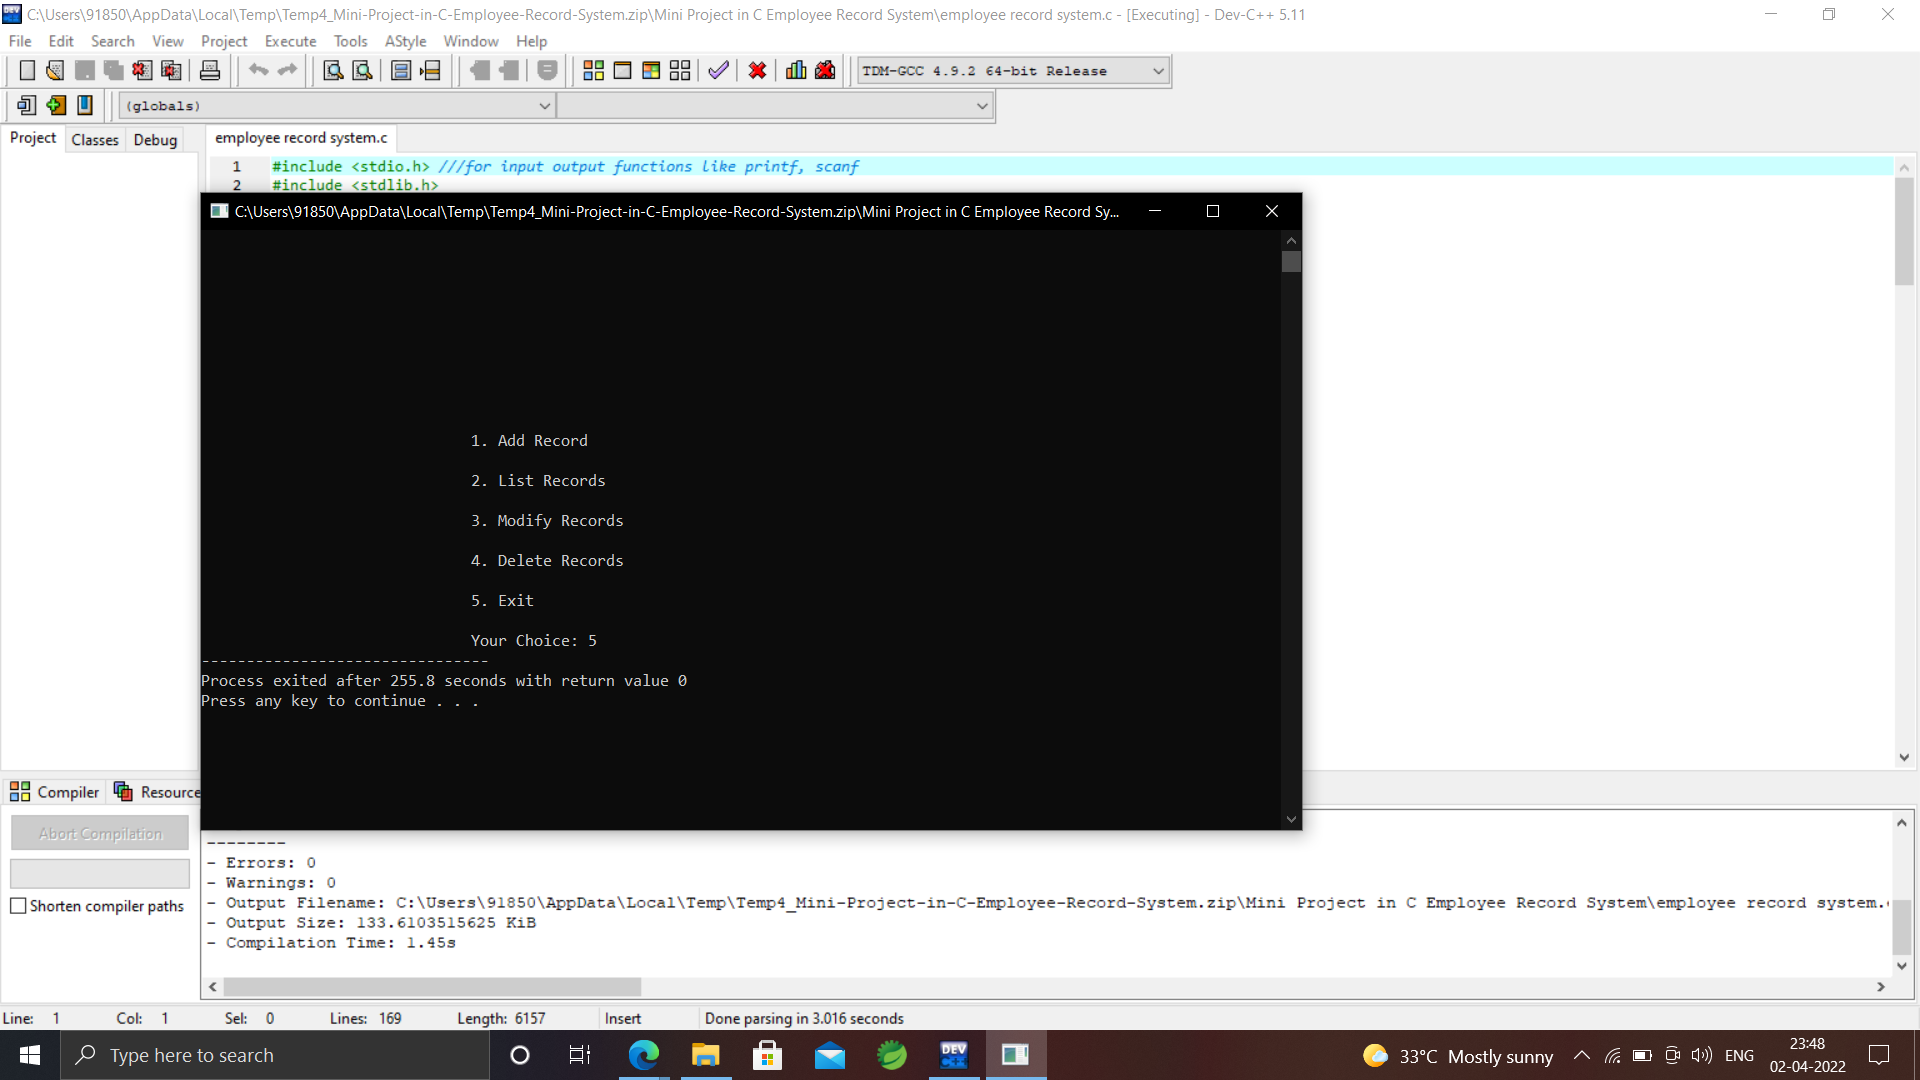 C:\Users\91850\AppData\Local\Temp\Temp4_Mini-Project-in-C-Employee-Record-System.zip\Mini Project in C Employee Record System\employee record system.c - [Executing] - Dev-C++ 5.11
File Edit Search View Project Execute Tools AStyle Window Help
TDM-GCC 4.9.2 64-bit Release
(globals)
Project Classes Debug
employee record system.c
1 #include <stdio.h> ///for input output functions like printf, scanf
2 #include <stdlib.h>
C:\Users\91850\AppData\Local\Temp\Temp4_Mini-Project-in-C-Employee-Record-System.zip\Mini Project in C Employee Record Sy...
1. Add Record
2. List Records
3. Modify Records
4. Delete Records
5. Exit
Your Choice: 5
--------------------------------
Process exited after 255.8 seconds with return value 0
Press any key to continue . . .
Compiler Resource
Abort Compilation
Shorten compiler paths
--------
- Errors: 0
- Warnings: 0
- Output Filename: C:\Users\91850\AppData\Local\Temp\Temp4_Mini-Project-in-C-Employee-Record-System.zip\Mini Project in C Employee Record System\employee record system.
- Output Size: 133.6103515625 KiB
- Compilation Time: 1.45s
Line: 1 Col: 1 Sel: 0 Lines: 169 Length: 6157 Insert Done parsing in 3.016 seconds
Type here to search
DEV C++
33°C Mostly sunny
ENG
23:48
02-04-2022